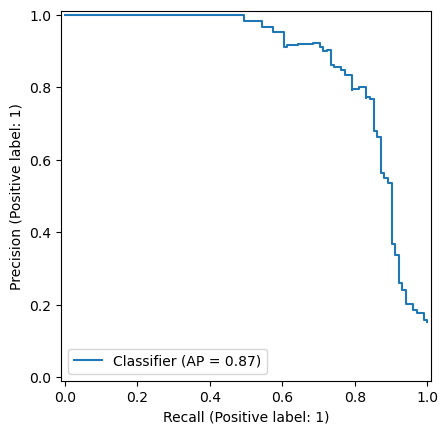 1.0
0.8
0.6
0.4
0.2
0.0
Precision (Positive label: 1)
Classifier (AP = 0.87)
0.0 0.2 0.4 0.6 0.8 1.0
Recall (Positive label: 1)